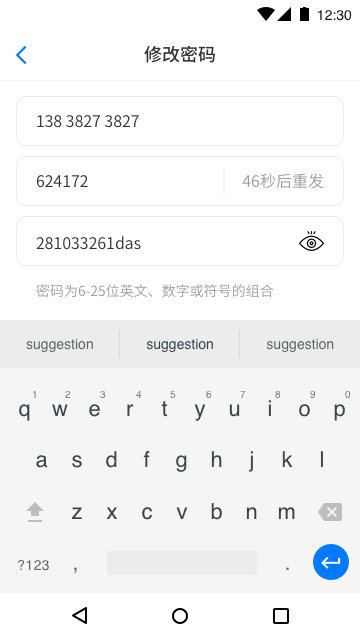 12:30
修改密码
138 3827 3827
624172 46秒后重发
281033261das
密码为6-25位英文、数字或符号的组合
suggestion suggestion suggestion
1 2 3 4 5 6 7 8 9 0
q w e r t y u i o p
a s d f g h j k l
z x c v b n m
?123 , .